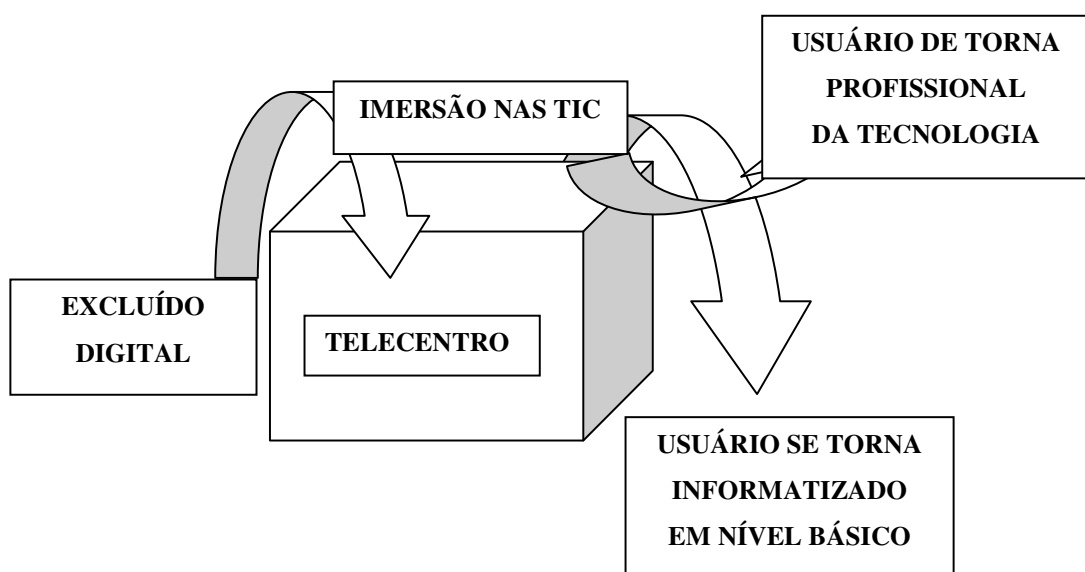 USUÁRIO DE TORNA
PROFISSIONAL
DA TECNOLOGIA
IMERSÃO NAS TIC
EXCLUÍDO
DIGITAL
TELECENTRO
USUÁRIO SE TORNA
INFORMATIZADO
EM NÍVEL BÁSICO